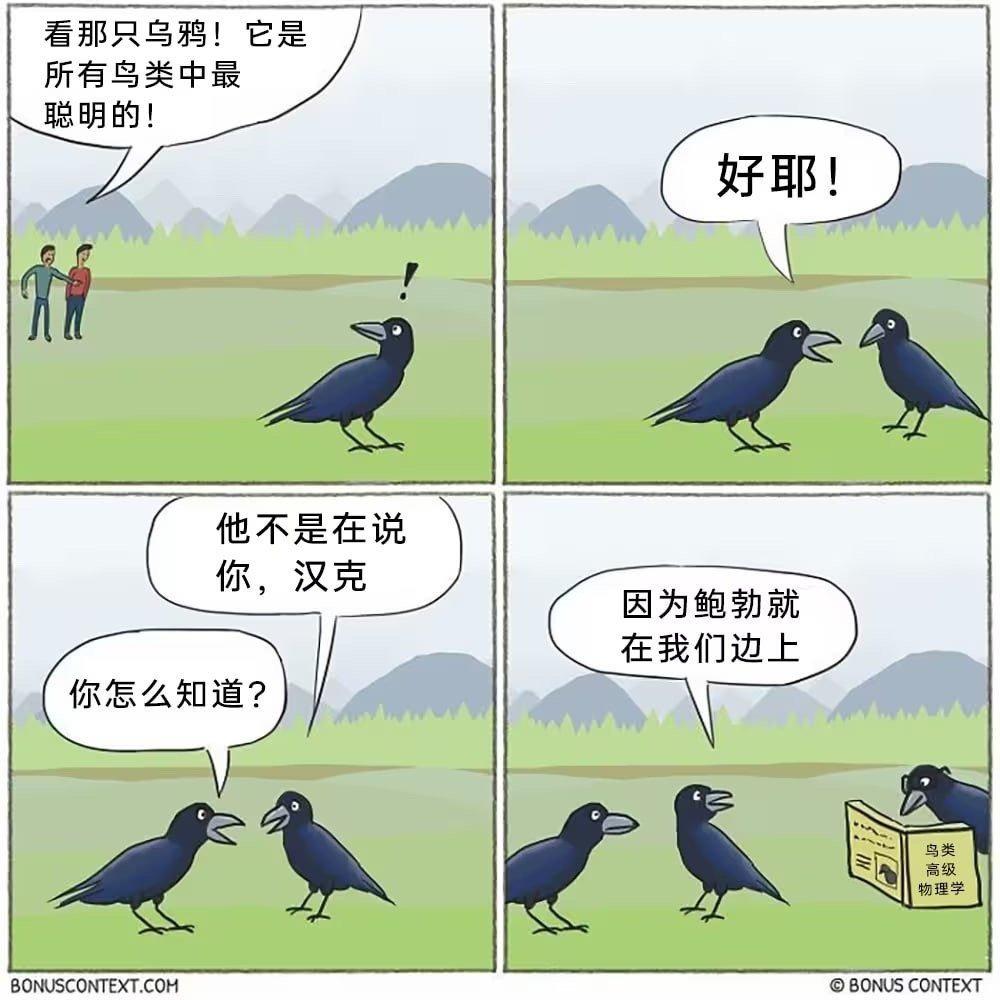 看那只乌鸦！它是
所有鸟类中最
聪明的！
!
好耶！
他不是在说
你，汉克
你怎么知道？
因为鲍勃就
在我们边上
鸟类
高级
物理学
BONUSCONTEXT.COM
© BONUS CONTEXT